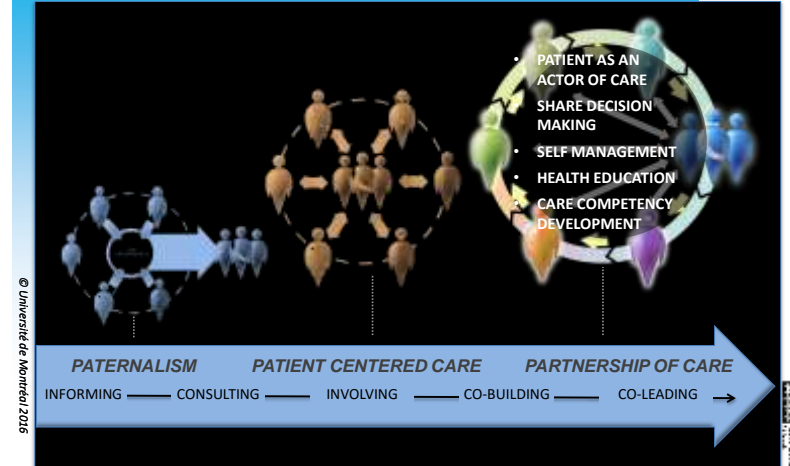 • PATIENT AS AN
ACTOR OF CARE
• SHARE DECISION
MAKING
• SELF MANAGEMENT
• HEALTH EDUCATION
• CARE COMPETENCY
DEVELOPMENT
© Université de Montréal 2016
PATERNALISM PATIENT CENTERED CARE PARTNERSHIP OF CARE
INFORMING CONSULTING INVOLVING CO-BUILDING CO-LEADING